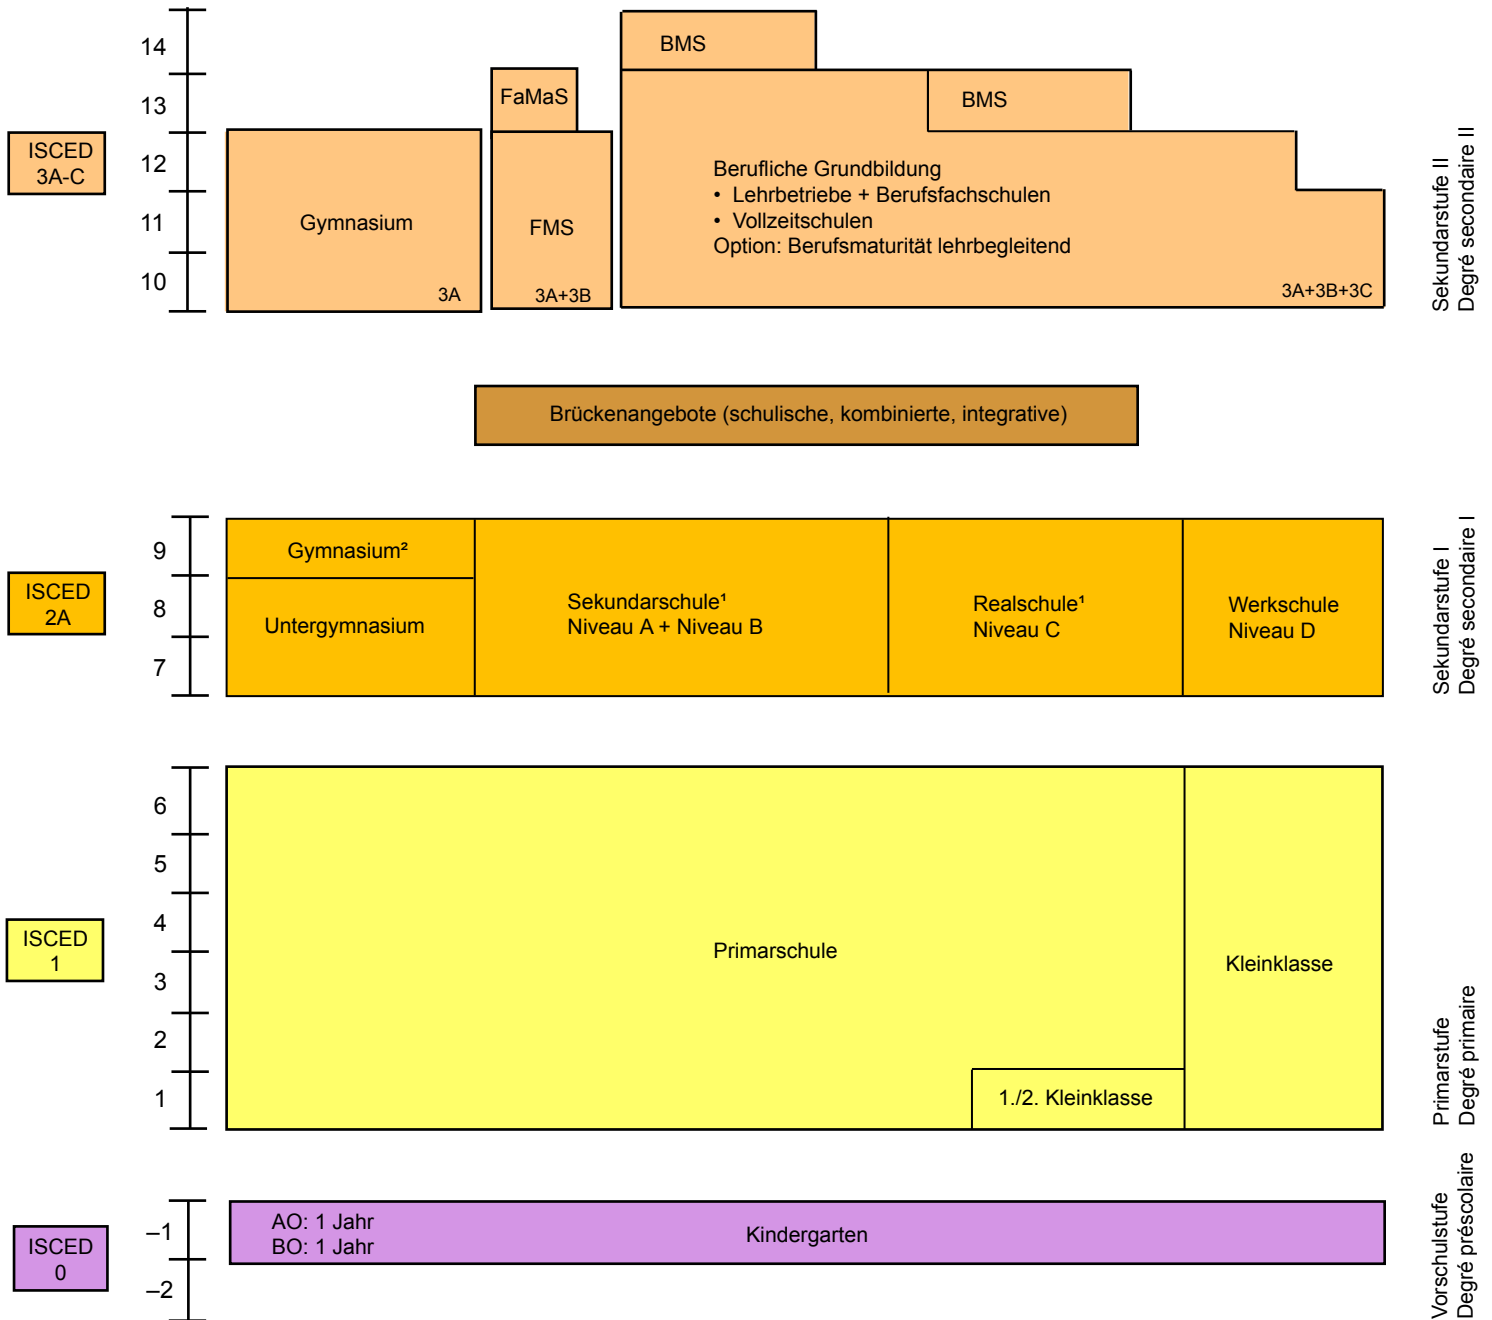 14
BMS
13
FaMaS
BMS
ISCED
3A-C
12
Berufliche Grundbildung
• Lehrbetriebe + Berufsfachschulen
11
Gymnasium
FMS
• Vollzeitschulen
Option: Berufsmaturität lehrbegleitend
10
3A
3A+3B
3A+3B+3C
Sekundarstufe II
Degré secondaire II
Brückenangebote (schulische, kombinierte, integrative)
9
Gymnasium²
ISCED
2A
8
Untergymnasium
Sekundarschule¹
Niveau A + Niveau B
Realschule¹
Niveau C
Werkschule
Niveau D
7
Sekundarstufe I
Degré secondaire I
6
5
4
ISCED
1
3
Primarschule
Kleinklasse
2
1
1./2. Kleinklasse
Primarstufe
Degré primaire
–1
AO: 1 Jahr
BO: 1 Jahr
Kindergarten
ISCED
0
–2
Vorschulstufe
Degré préscolaire